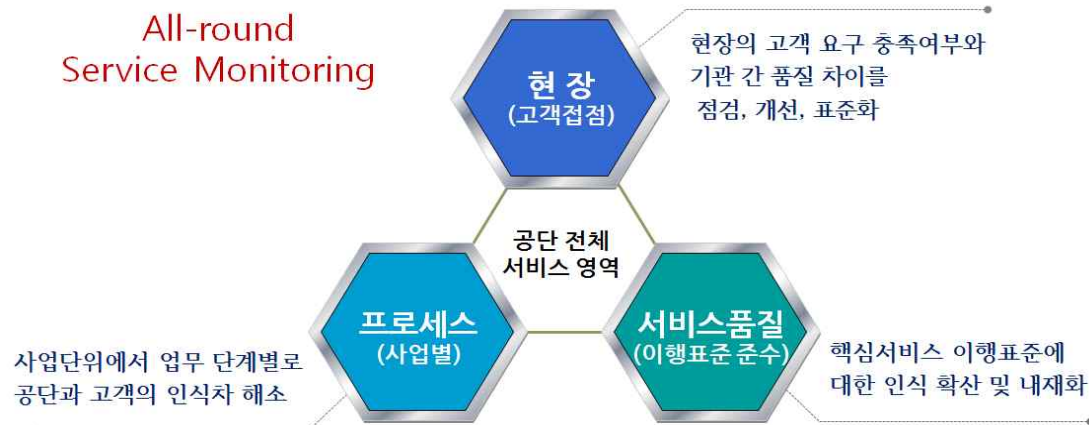 All-round
Service Monitoring
현 장
(고객접점)
현장의 고객 요구 충족여부와
기관 간 품질 차이를
점검, 개선, 표준화
공단 전체
서비스 영역
프로세스
(사업별)
서비스품질
(이행표준 준수)
사업단위에서 업무 단계별로
공단과 고객의 인식차 해소
핵심서비스 이행표준에
대한 인식 확산 및 내재화